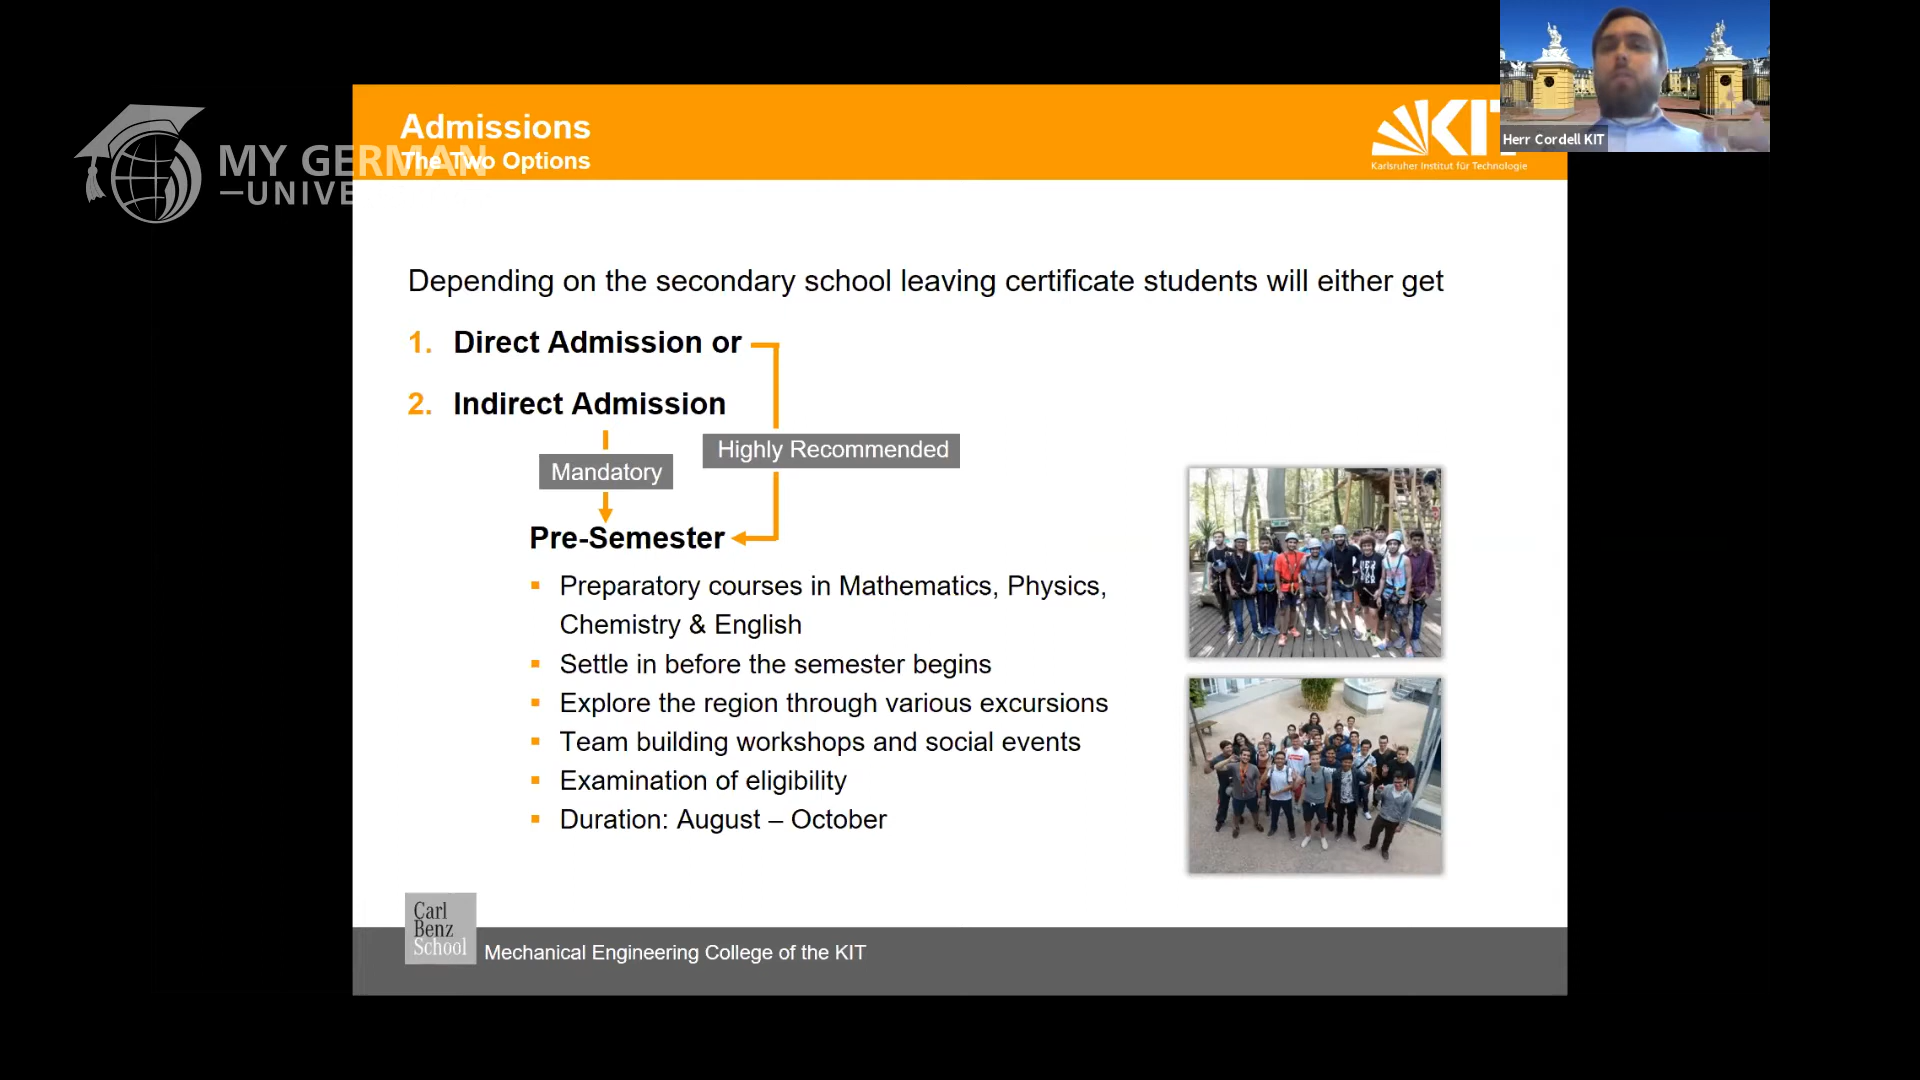 Herr Cordell KIT
MY GERMAN
UNIVE
Admissions
The Two Options
KIT
Karlsruher Institut für Technologie
Depending on the secondary school leaving certificate students will either get
1. Direct Admission or
2. Indirect Admission
Highly Recommended
Mandatory
Pre-Semester
▪ Preparatory courses in Mathematics, Physics,
Chemistry & English
▪ Settle in before the semester begins
▪ Explore the region through various excursions
▪ Team building workshops and social events
▪ Examination of eligibility
▪ Duration: August – October
Carl
Benz
School
Mechanical Engineering College of the KIT